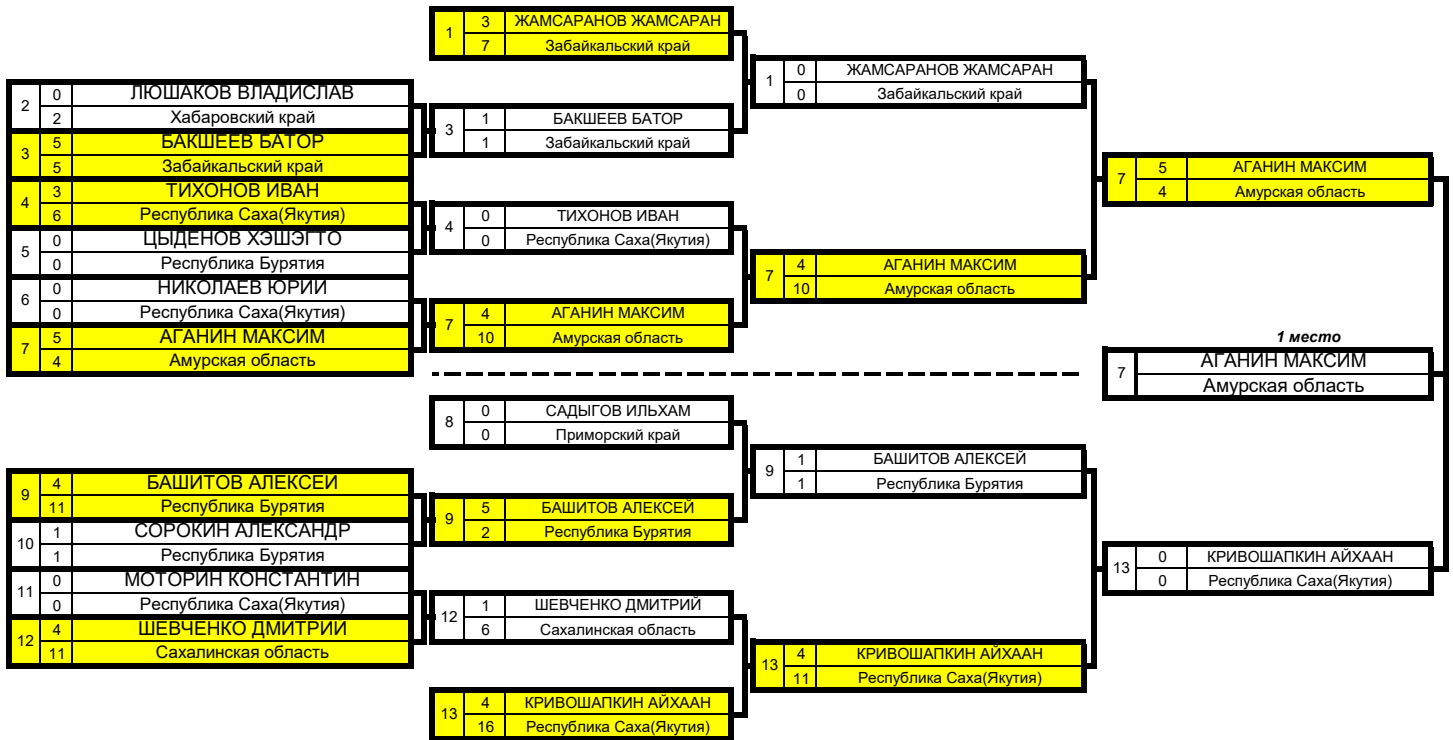 1 3 ЖАМСАРАНОВ ЖАМСАРАН
7 Забайкальский край
2 0 ЛЮШАКОВ ВЛАДИСЛАВ
2 Хабаровский край
3 5 БАКШЕЕВ БАТОР
5 Забайкальский край
4 3 ТИХОНОВ ИВАН
6 Республика Саха(Якутия)
5 0 ЦЫДЕНОВ ХЭШЭГТО
0 Республика Бурятия
6 0 НИКОЛАЕВ ЮРИЙ
0 Республика Саха(Якутия)
7 5 АГАНИН МАКСИМ
4 Амурская область
3 1 БАКШЕЕВ БАТОР
1 Забайкальский край
4 0 ТИХОНОВ ИВАН
0 Республика Саха(Якутия)
7 4 АГАНИН МАКСИМ
10 Амурская область
1 0 ЖАМСАРАНОВ ЖАМСАРАН
0 Забайкальский край
7 4 АГАНИН МАКСИМ
10 Амурская область
7 5 АГАНИН МАКСИМ
4 Амурская область
1 место
7 АГАНИН МАКСИМ
Амурская область
8 0 САДЫГОВ ИЛЬХАМ
0 Приморский край
9 4 БАШИТОВ АЛЕКСЕЙ
11 Республика Бурятия
10 1 СОРОКИН АЛЕКСАНДР
1 Республика Бурятия
11 0 МОТОРИН КОНСТАНТИН
0 Республика Саха(Якутия)
12 4 ШЕВЧЕНКО ДМИТРИЙ
11 Сахалинская область
9 5 БАШИТОВ АЛЕКСЕЙ
2 Республика Бурятия
12 1 ШЕВЧЕНКО ДМИТРИЙ
6 Сахалинская область
13 4 КРИВОШАПКИН АЙХААН
16 Республика Саха(Якутия)
9 1 БАШИТОВ АЛЕКСЕЙ
1 Республика Бурятия
13 4 КРИВОШАПКИН АЙХААН
11 Республика Саха(Якутия)
13 0 КРИВОШАПКИН АЙХААН
0 Республика Саха(Якутия)